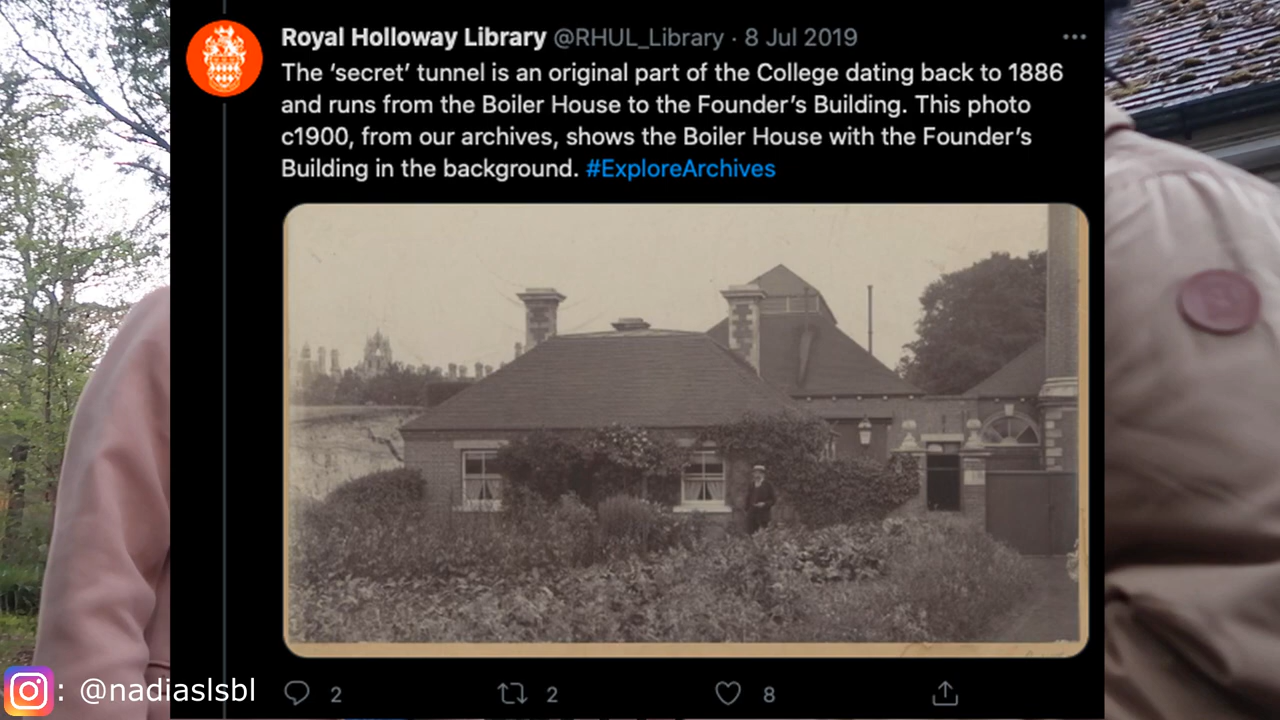 Royal Holloway Library @RHUL_Library · 8 Jul 2019
The ‘secret’ tunnel is an original part of the College dating back to 1886
and runs from the Boiler House to the Founder’s Building. This photo
c1900, from our archives, shows the Boiler House with the Founder’s
Building in the background. #ExploreArchives
2 2 8
: @nadiaslsbl